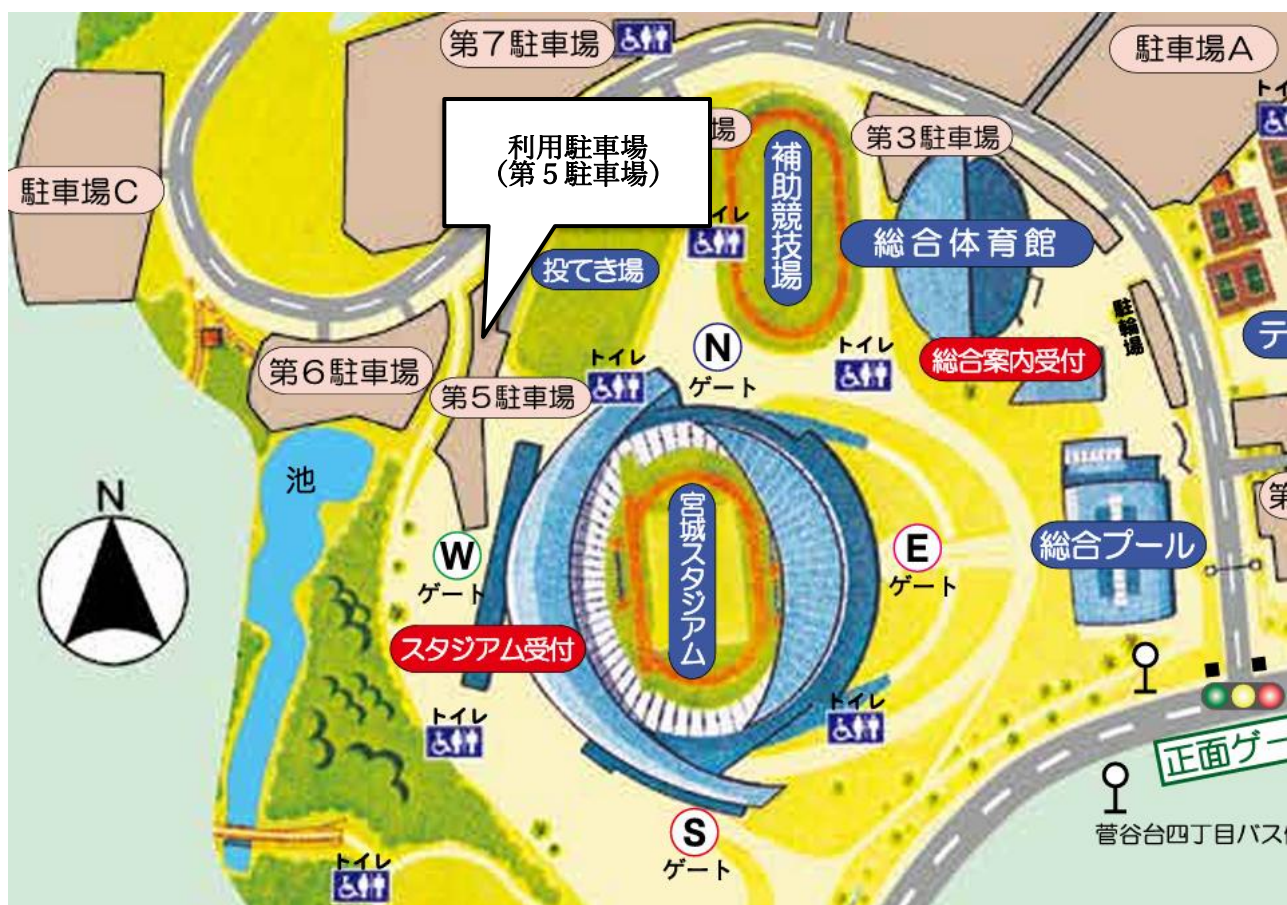 第7駐車場
駐車場A
トイ
利用駐車場
(第5駐車場)
場
補助競技場
第3駐車場
駐車場C
トイレ
総合体育館
投てき場
駐輪場
テ
N
ゲート
トイレ
トイレ
総合案内受付
第6駐車場
第5駐車場
池
N
第
宮城スタジアム
W
ゲート
E
ゲート
総合プール
スタジアム受付
トイレ
トイレ
正面ゲー
S
ゲート
菅谷台四丁目バス
トイレ